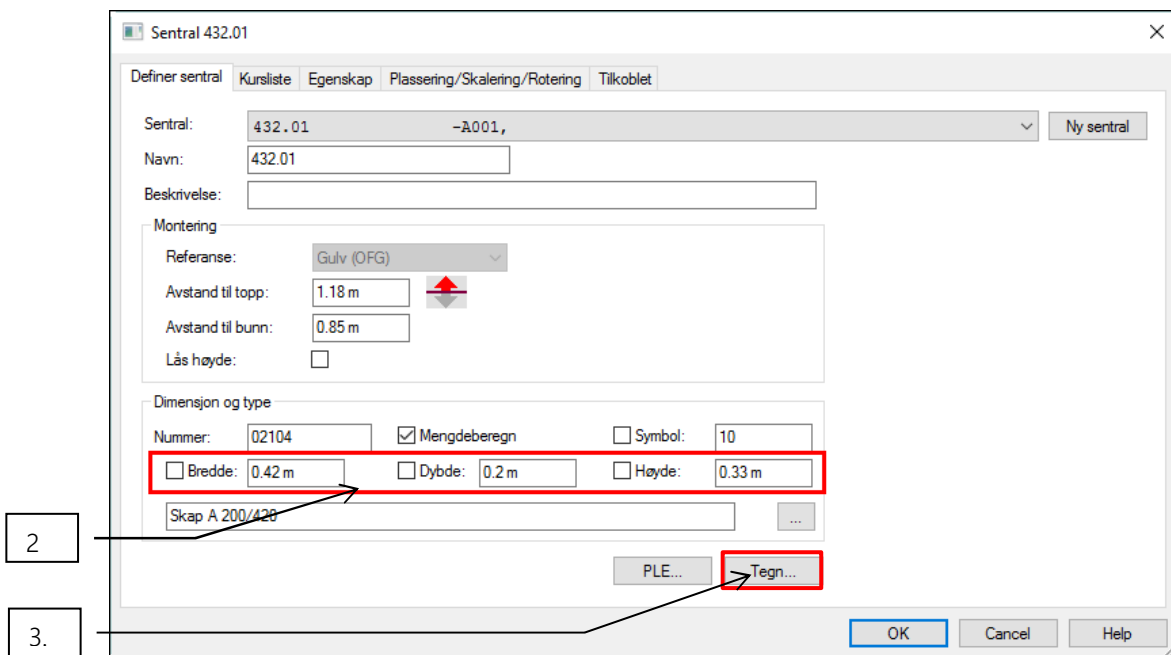 Sentral 432.01
Definer sentral Kursliste Egenskap Plassering/Skalering/Rotering Tilkoblet
Sentral: 432.01 -A001, Ny sentral
Navn: 432.01
Beskrivelse:
Montering
Referanse: Gulv (OFG)
Avstand til topp: 1.18 m
Avstand til bunn: 0.85 m
Lås høyde:
Dimensjon og type
Nummer: 02104 Mengdeberegn Symbol: 10
Bredde: 0.42 m Dybde: 0.2 m Høyde: 0.33 m
Skap A 200/420 ...
2
PLE... Tegn...
3.
OK Cancel Help